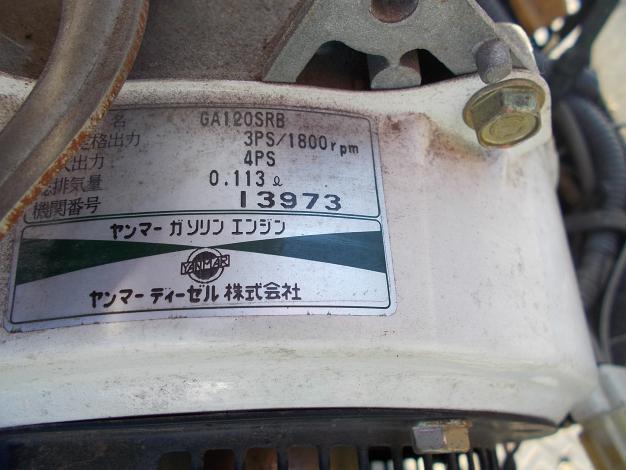 名 GA120SRB
定格出力 3PS/1800rpm
大出力 4PS
総排気量 0.113ℓ
機関番号 13973
ヤンマー ガソリン エンジン
YANMAR
ヤンマー ディーゼル 株式会社